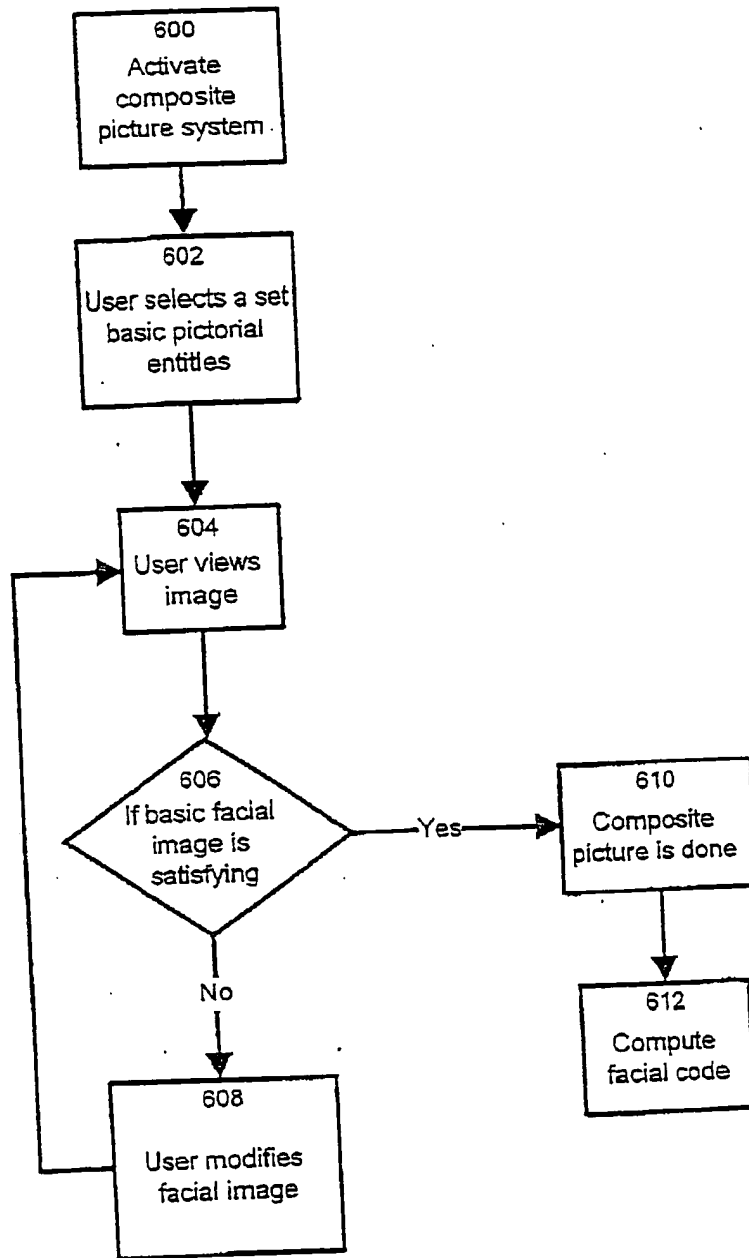 600
Activate
composite
picture system
602
User selects a set
basic pictorial
entitles
604
User views
image
606
If basic facial
image is
satisfying
Yes
610
Composite
picture is done
No
612
Compute
facial code
608
User modifies
facial image